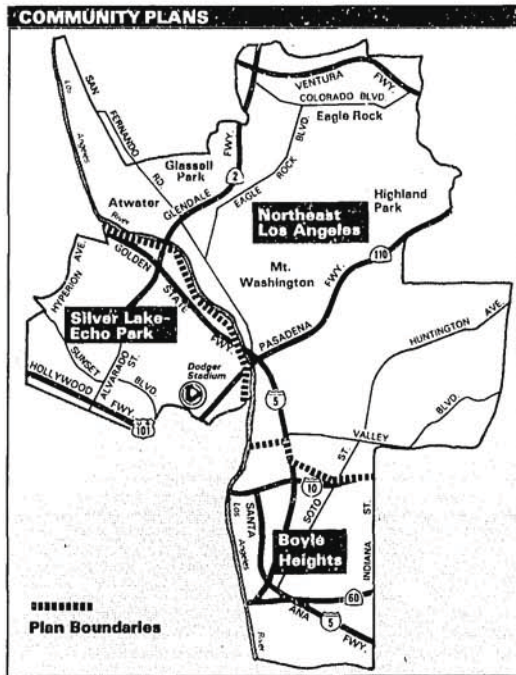 COMMUNITY PLANS
VENTURA FWY.
COLORADO BLVD.
Eagle Rock
SAN FERNANDO RD.
Los Angeles River
Glassell
Park
FWY.
2
GLENDALE
EAGLE ROCK BLVD.
Atwater
Highland
Park
Northeast
Los Angeles
110
HYPERION AVE.
GOLDEN STATE FWY.
Mt.
Washington
PASADENA FWY.
Silver Lake-
Echo Park
HUNTINGTON AVE
SUNSET BLVD.
ALVARADO ST.
Dodger
Stadium
HOLLYWOOD FWY.
101
5
VALLEY BLVD.
10
SOTO ST.
INDIANA ST.
SANTA ANA FWY.
Los Angeles River
Boyle
Heights
60
5
Plan Boundaries